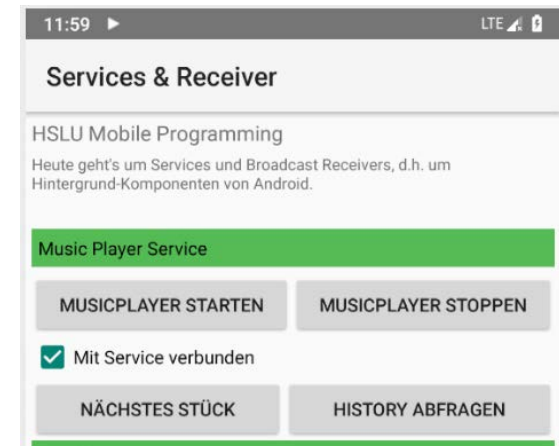 11:59 LTE
Services & Receiver
HSLU Mobile Programming
Heute geht's um Services und Broadcast Receivers, d.h. um
Hintergrund-Komponenten von Android.
Music Player Service
MUSICPLAYER STARTEN MUSICPLAYER STOPPEN
Mit Service verbunden
NÄCHSTES STÜCK HISTORY ABFRAGEN